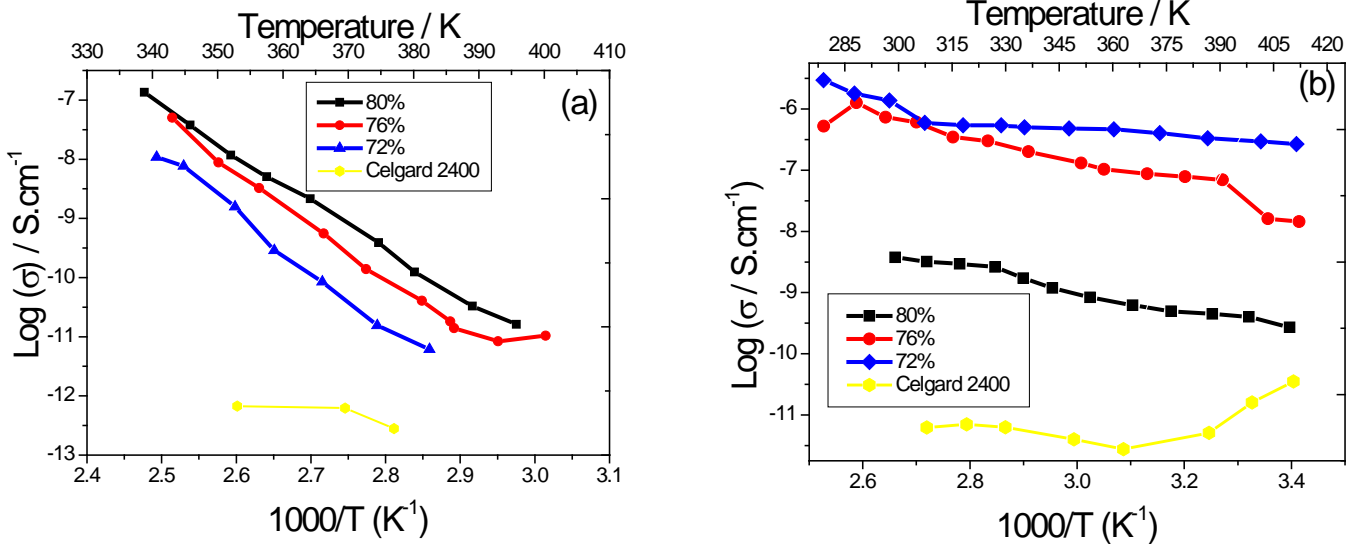 Temperature / K
330 340 350 360 370 380 390 400 410
(a)
80%
76%
72%
Celgard 2400
Log (σ) / S.cm-1
-7
-8
-9
-10
-11
-12
-13
2.4 2.5 2.6 2.7 2.8 2.9 3.0 3.1
1000/T (K-1)
Temperature / K
285 300 315 330 345 360 375 390 405 420
(b)
Log (σ / S.cm-1)
-6
-7
-8
-9
-10
-11
80%
76%
72%
Celgard 2400
2.6 2.8 3.0 3.2 3.4
1000/T (K-1)